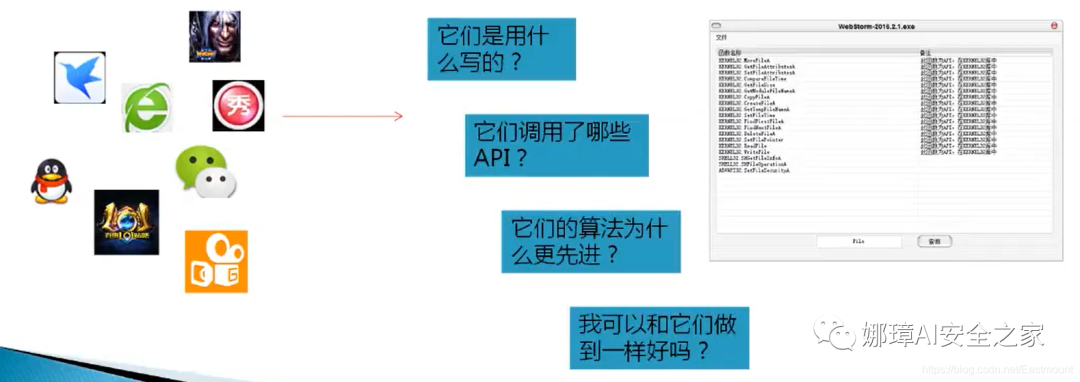 它们是用什
么写的？
它们调用了哪些
API？
它们的算法为什
么更先进？
我可以和它们做
到一样好吗？
秀
WebStorm-2016.2.1.exe
文件
函数名称
备注
KERNEL32.MoveFileA
KERNEL32.GetFileAttributesA
KERNEL32.SetFileAttributesA
KERNEL32.CompareFileTime
KERNEL32.GetFileSize
KERNEL32.GetModuleFileNameA
KERNEL32.CopyFileA
KERNEL32.CreateFileA
KERNEL32.GetTempFileNameA
KERNEL32.SetFileTime
KERNEL32.FindFirstFileA
KERNEL32.FindNextFileA
KERNEL32.DeleteFileA
KERNEL32.SetFilePointer
KERNEL32.ReadFile
KERNEL32.WriteFile
SHELL32.SHGetFileInfoA
SHELL32.SHFileOperationA
ADVAPI32.SetFileSecurityA
File
查询
娜璋AI安全之家
https://blog.csdn.net/Eastmount